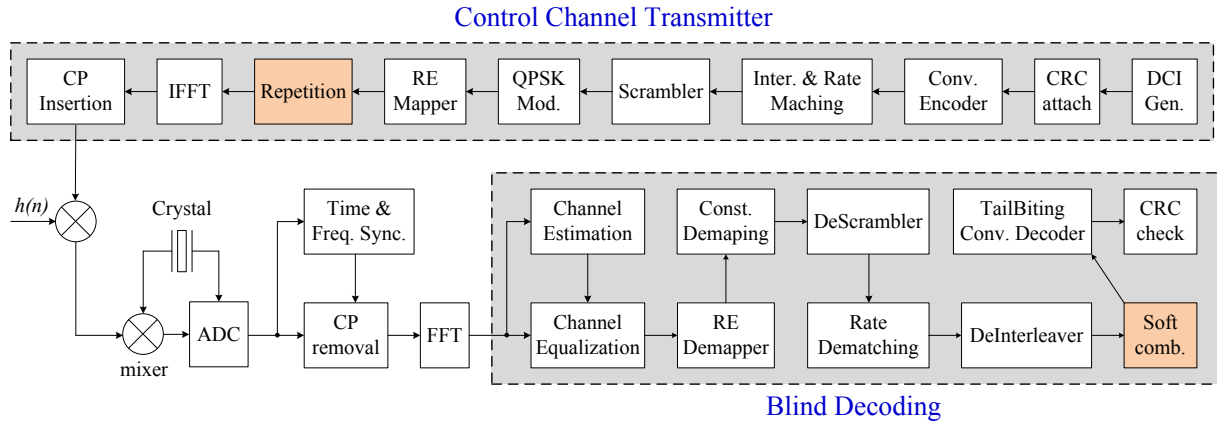 Control Channel Transmitter
CP
Insertion
IFFT
Repetition
RE
Mapper
QPSK
Mod.
Scrambler
Inter. & Rate
Maching
Conv.
Encoder
CRC
attach
DCI
Gen.
h(n)
Crystal
mixer
ADC
Time &
Freq. Sync.
CP
removal
FFT
Channel
Estimation
Channel
Equalization
Const.
Demaping
RE
Demapper
DeScrambler
Rate
Dematching
DeInterleaver
TailBiting
Conv. Decoder
CRC
check
Soft
comb.
Blind Decoding